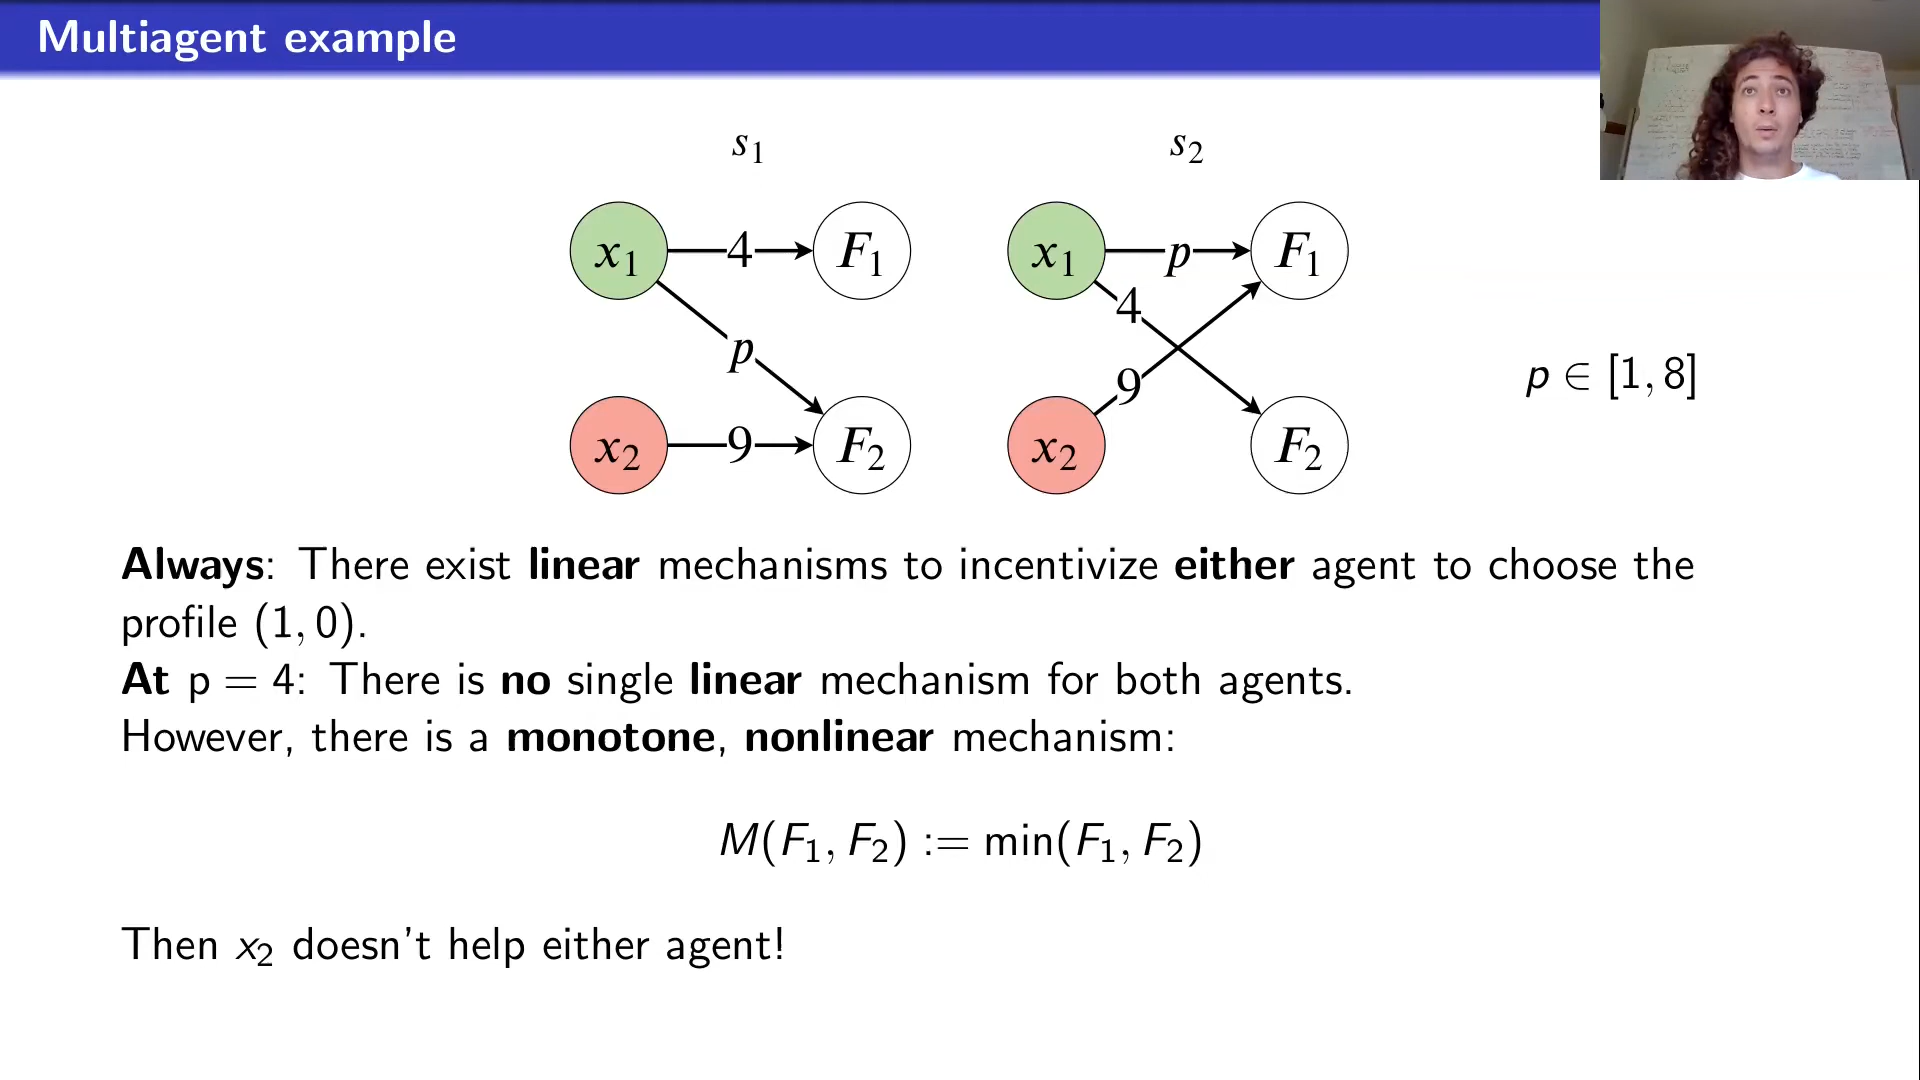 Multiagent example
s₁ s₂
x₁ 4 F₁ x₁ p F₁
4
p p ∈ [1, 8]
9
x₂ 9 F₂ x₂ F₂
Always: There exist linear mechanisms to incentivize either agent to choose the
profile (1, 0).
At p = 4: There is no single linear mechanism for both agents.
However, there is a monotone, nonlinear mechanism:
M(F₁, F₂) := min(F₁, F₂)
Then x₂ doesn't help either agent!